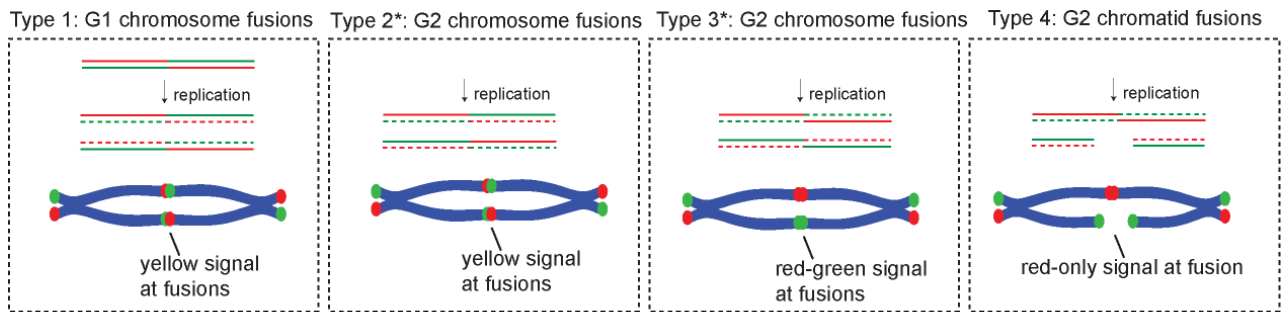 Type 1: G1 chromosome fusions
replication
yellow signal
at fusions
Type 2*: G2 chromosome fusions
replication
yellow signal
at fusions
Type 3*: G2 chromosome fusions
replication
red-green signal
at fusions
Type 4: G2 chromatid fusions
replication
red-only signal at fusion